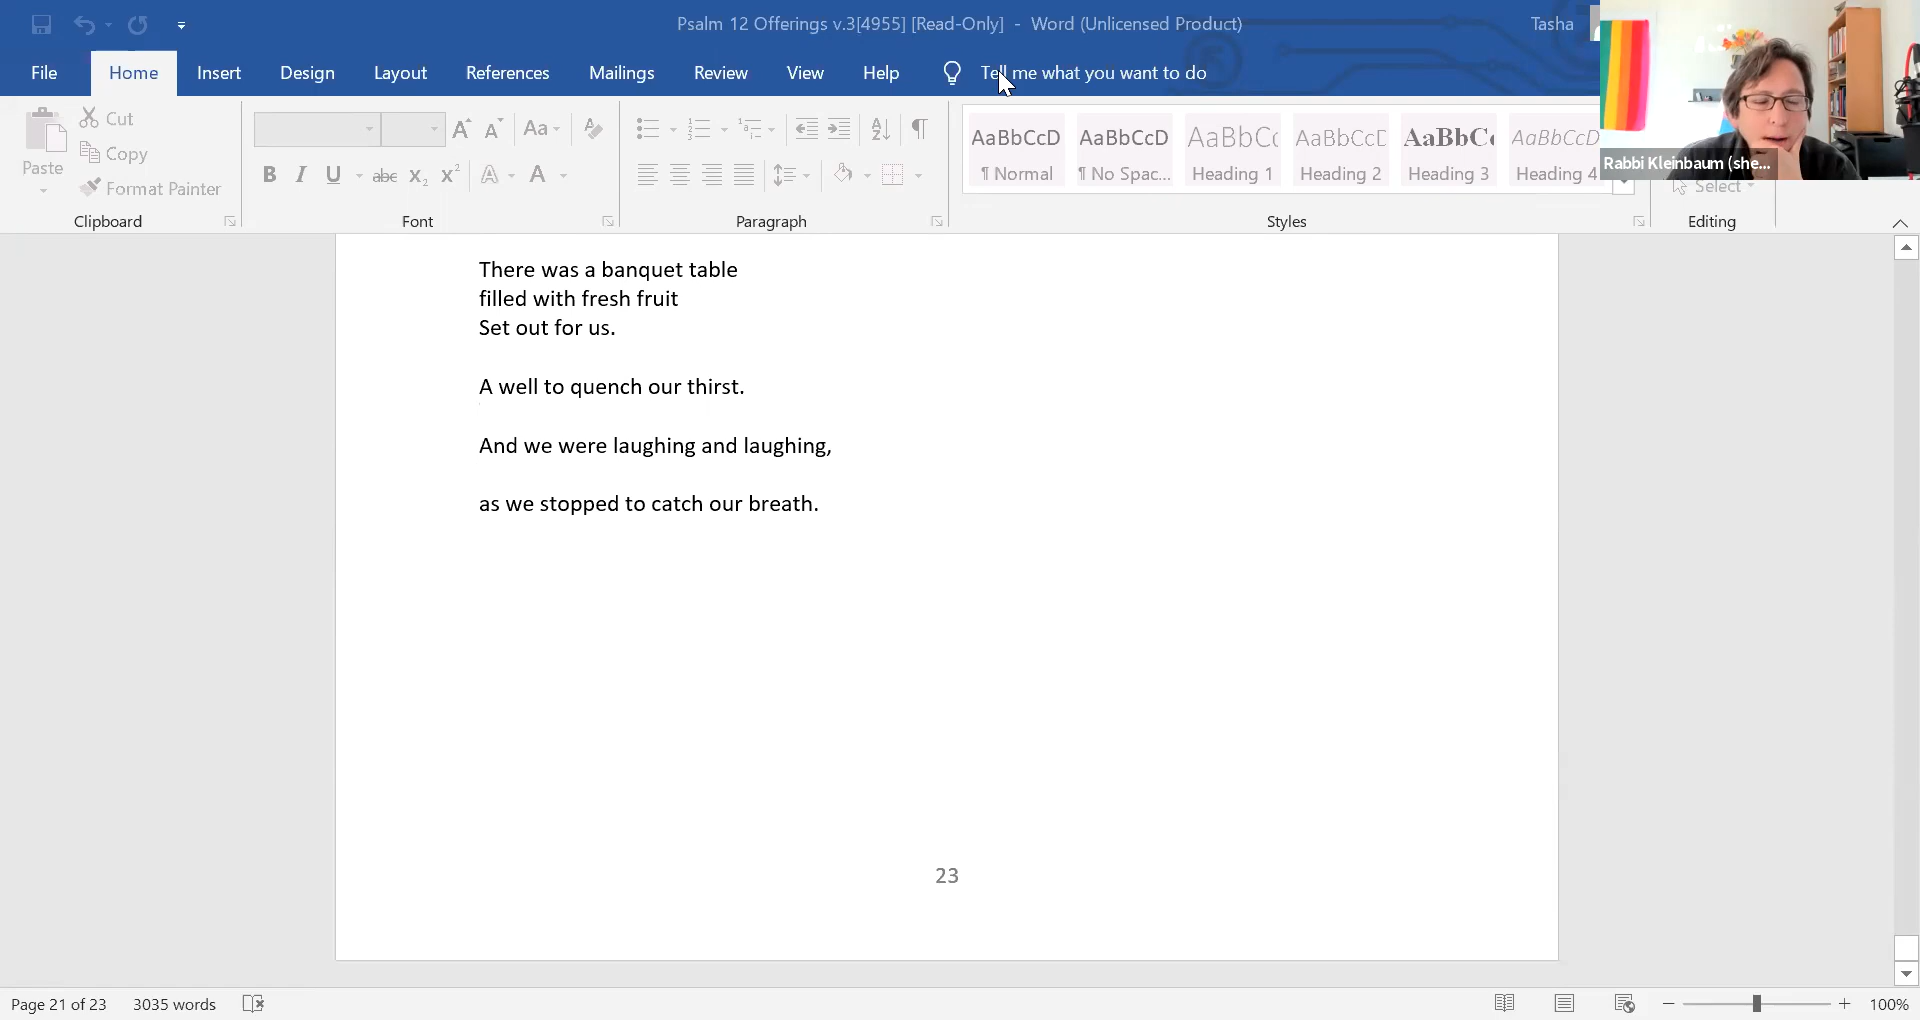 Psalm 12 Offerings v.3[4955] [Read-Only] - Word (Unlicensed Product)
Tasha
File Home Insert Design Layout References Mailings Review View Help Tell me what you want to do
Cut
Copy
Format Painter
Paste
Clipboard
Aa
B I U abc X₂ X² A A
Font
Paragraph
AaBbCcD AaBbCcD AaBbCc AaBbCcD AaBbCc AaBbCcD
¶ Normal ¶ No Spac... Heading 1 Heading 2 Heading 3 Heading 4
Styles
Select
Editing
Rabbi Kleinbaum (she...
There was a banquet table
filled with fresh fruit
Set out for us.
A well to quench our thirst.
And we were laughing and laughing,
as we stopped to catch our breath.
23
Page 21 of 23 3035 words
100%